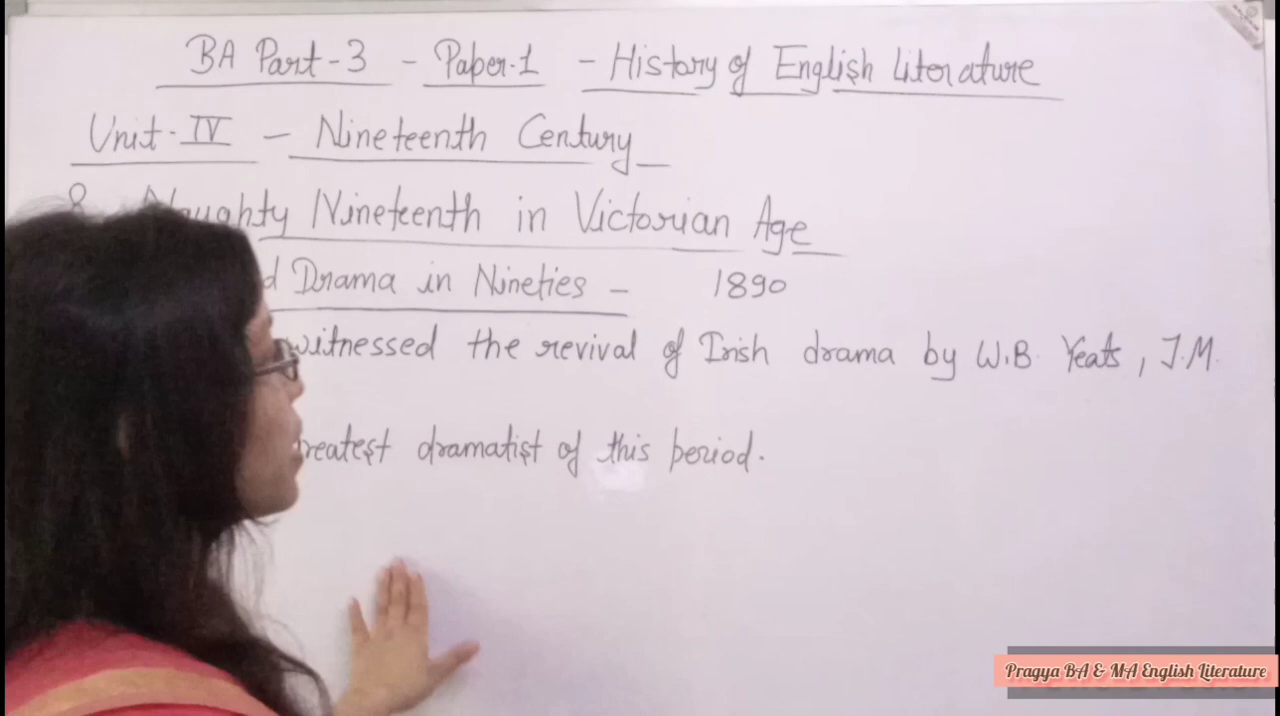 BA Part-3 - Paper-1 - History of English Literature
Unit-IV - Nineteenth Century
8. Naughty Nineteenth in Victorian Age
Drama in Nineties - 1890
witnessed the revival of Irish drama by W.B. Yeats, J.M.
dramatist of this period.
Pragya BA & MA English Literature